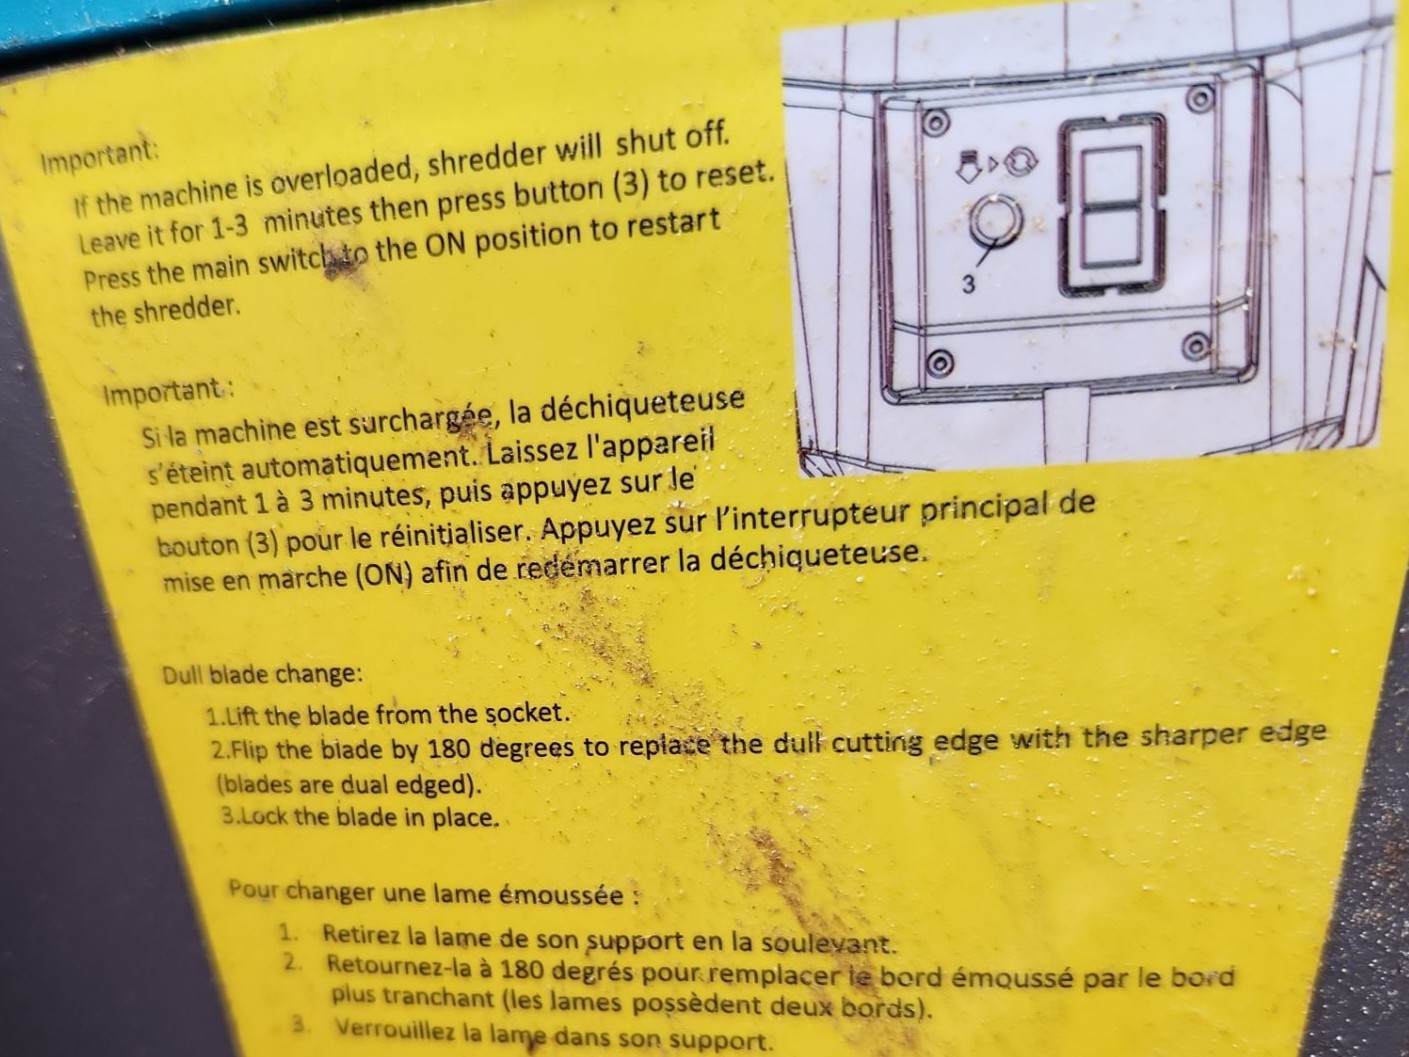 Important:
If the machine is overloaded, shredder will shut off.
Leave it for 1-3 minutes then press button (3) to reset.
Press the main switch to the ON position to restart
the shredder.
3
Important :
Si la machine est surchargée, la déchiqueteuse
s'éteint automatiquement. Laissez l'appareil
pendant 1 à 3 minutes, puis appuyez sur le
bouton (3) pour le réinitialiser. Appuyez sur l'interrupteur principal de
mise en marche (ON) afin de redémarrer la déchiqueteuse.
Dull blade change:
1.Lift the blade from the socket.
2.Flip the blade by 180 degrees to replace the dull cutting edge with the sharper edge
(blades are dual edged).
3.Lock the blade in place.
Pour changer une lame émoussée :
1. Retirez la lame de son support en la soulevant.
2. Retournez-la à 180 degrés pour remplacer le bord émoussé par le bord
plus tranchant (les lames possèdent deux bords).
3. Verrouillez la lame dans son support.